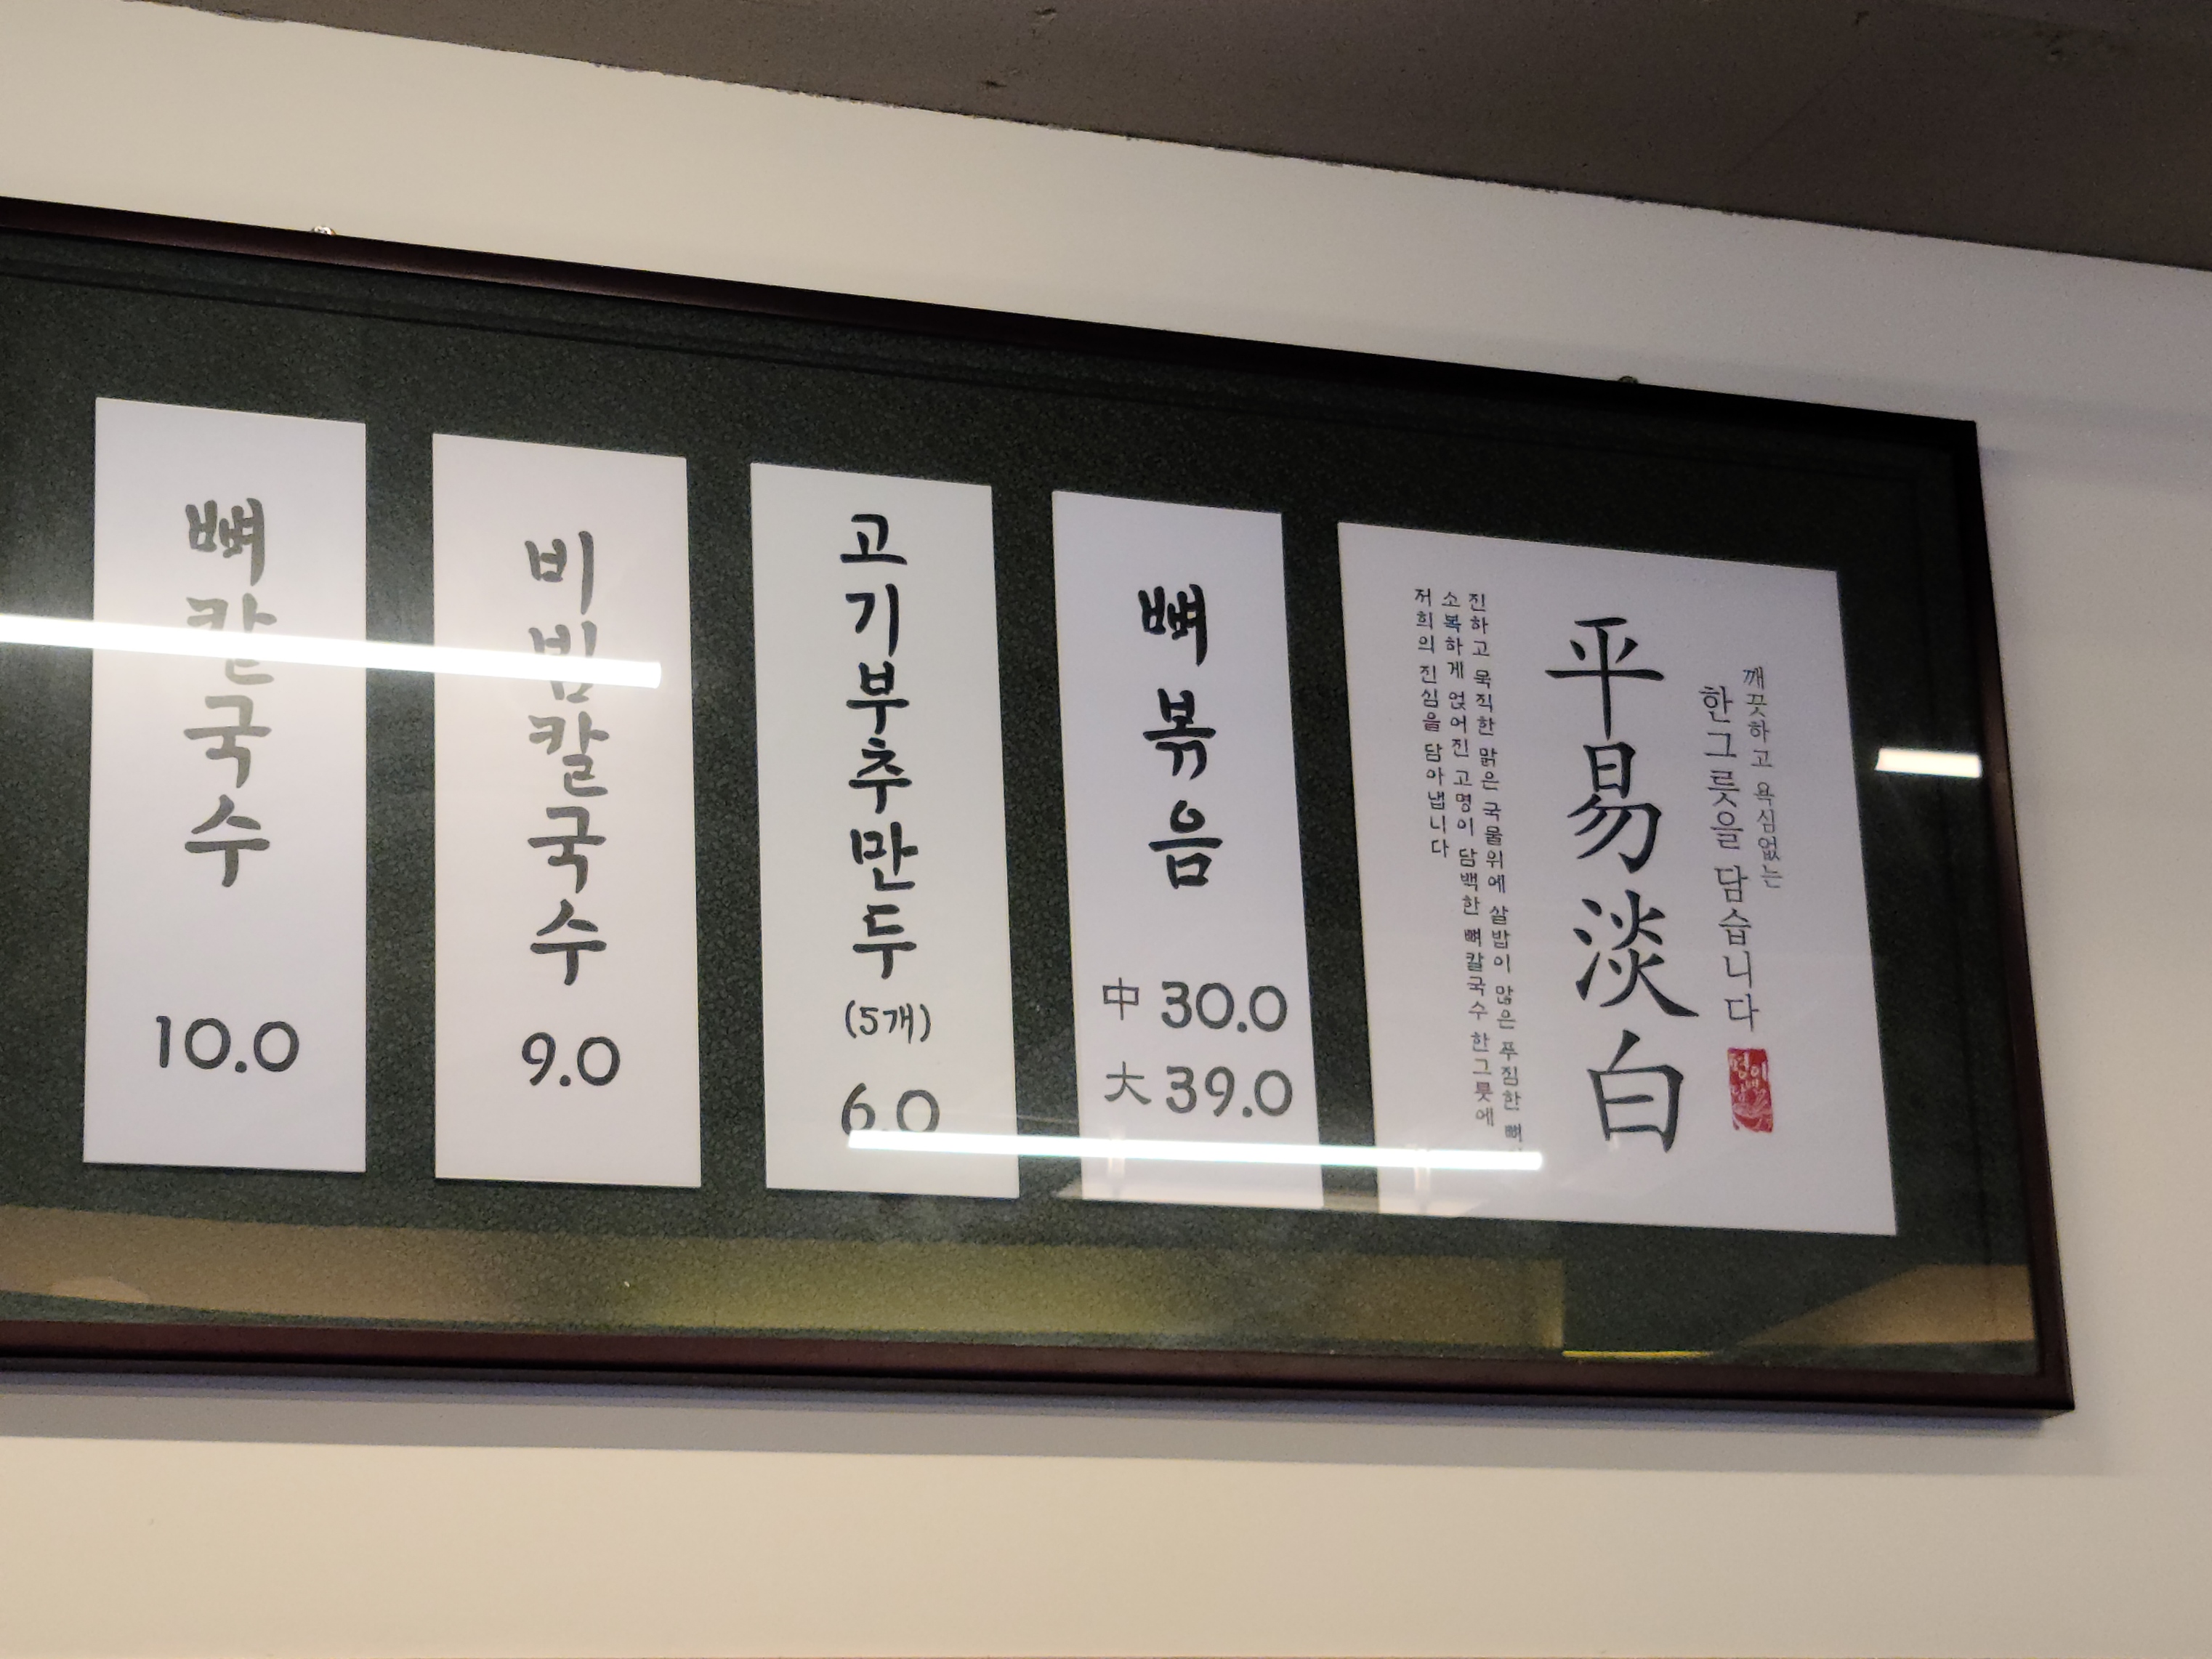 뼈칼국수
10.0
비빔칼국수
9.0
고기부추만두
(5개)
6.0
뼈볶음
中 30.0
大 39.0
깨끗하고 욕심없는
한그릇을 담습니다
平易淡白
진하고 묵직한 맑은 국물위에 살밥이 많은 푸짐한 뼈
소복하게 얹어진 고명이 담백한 뼈칼국수 한그릇에
저희의 진심을 담아냅니다
평이
담백